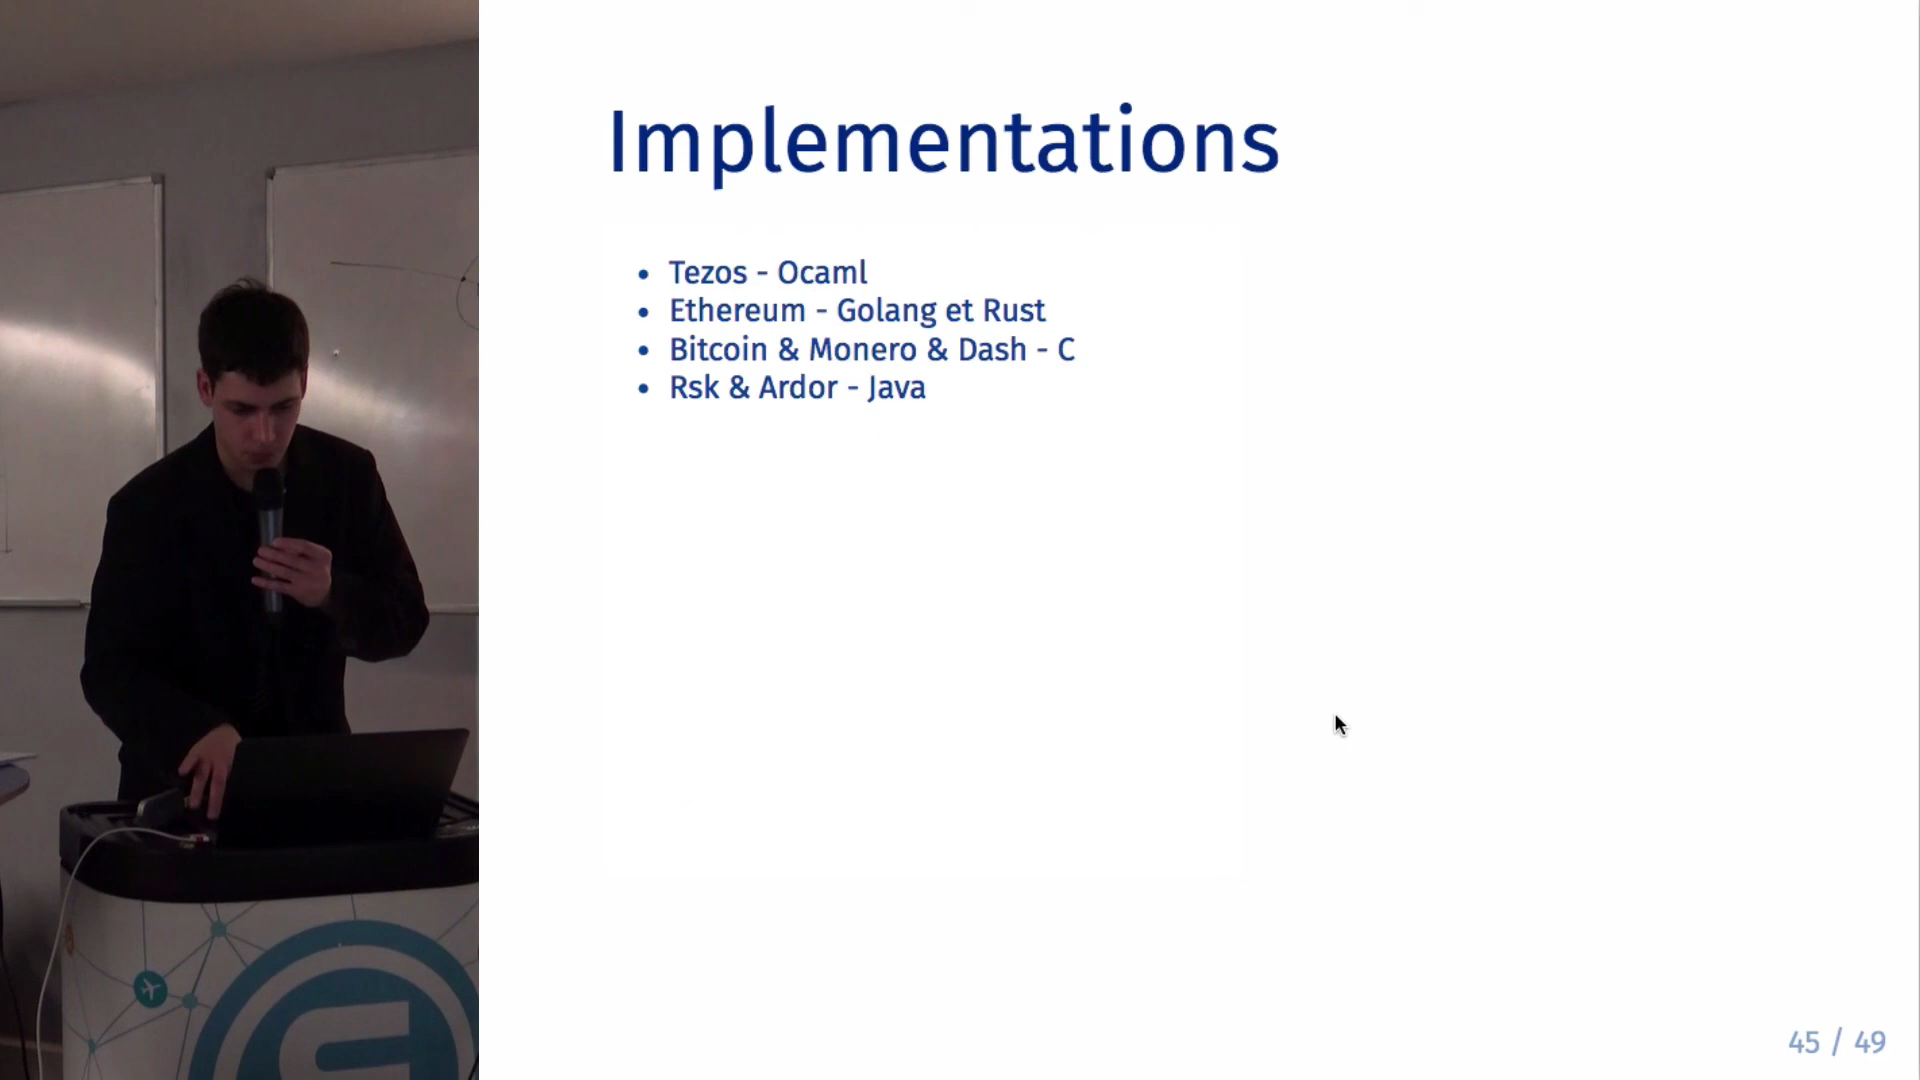 Implementations
• Tezos - Ocaml
• Ethereum - Golang et Rust
• Bitcoin & Monero & Dash - C
• Rsk & Ardor - Java
45 / 49